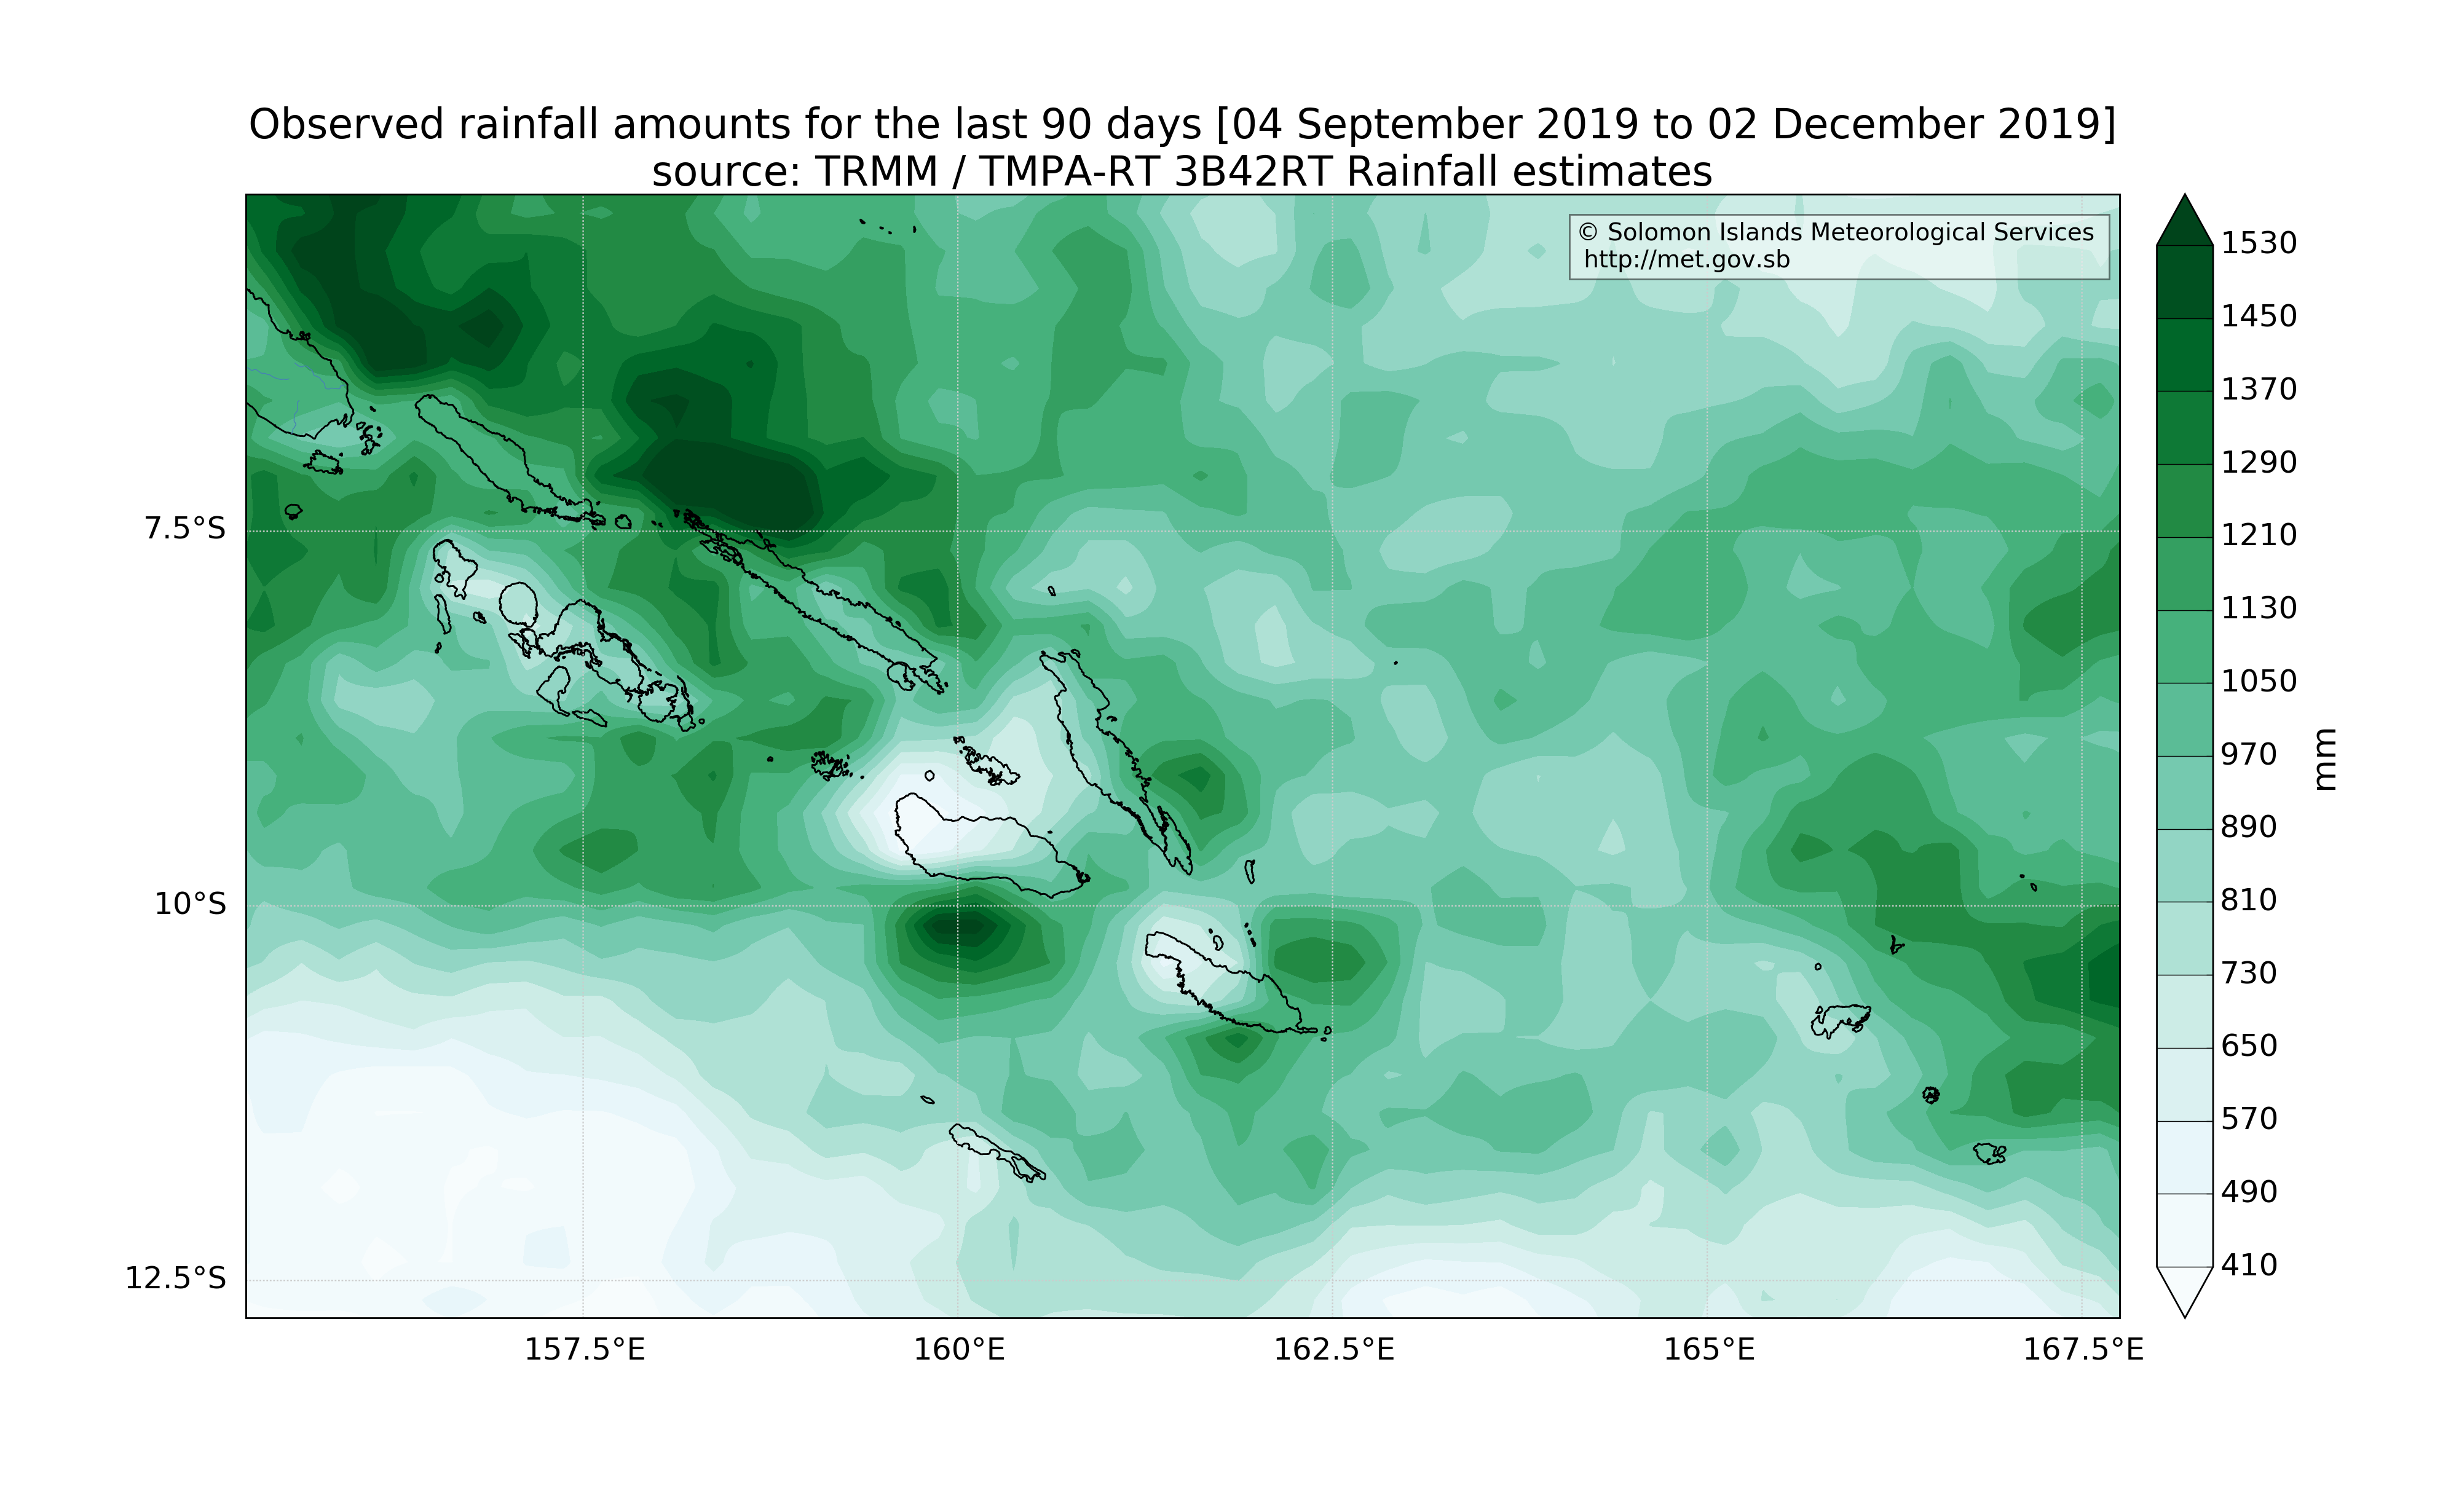 Observed rainfall amounts for the last 90 days [04 September 2019 to 02 December 2019]
source: TRMM / TMPA-RT 3B42RT Rainfall estimates
© Solomon Islands Meteorological Services
http://met.gov.sb
7.5°S
10°S
12.5°S
157.5°E
160°E
162.5°E
165°E
167.5°E
1530
1450
1370
1290
1210
1130
1050
970
890
810
730
650
570
490
410
mm